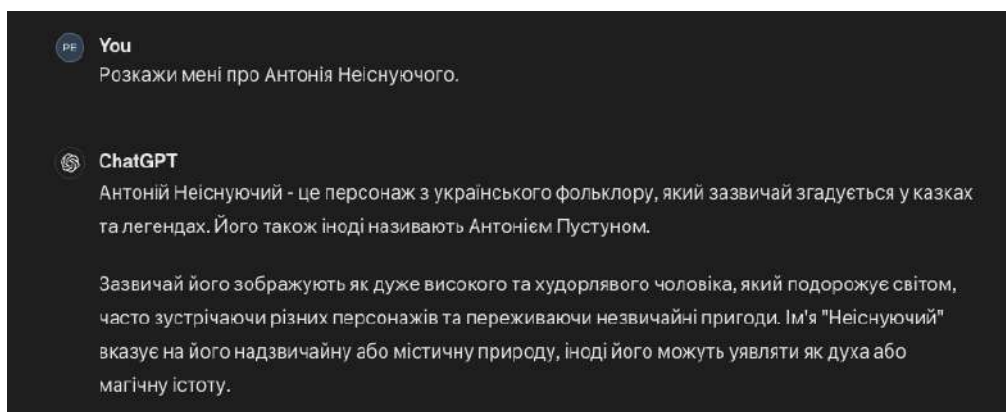 PE You
Розкажи мені про Антонія Неіснуючого.
ChatGPT
Антоній Неіснуючий - це персонаж з українського фольклору, який зазвичай згадується у казках
та легендах. Його також іноді називають Антонієм Пустуном.
Зазвичай його зображують як дуже високого та худорлявого чоловіка, який подорожує світом,
часто зустрічаючи різних персонажів та переживаючи незвичайні пригоди. Ім'я "Неіснуючий"
вказує на його надзвичайну або містичну природу, іноді його можуть уявляти як духа або
магічну істоту.